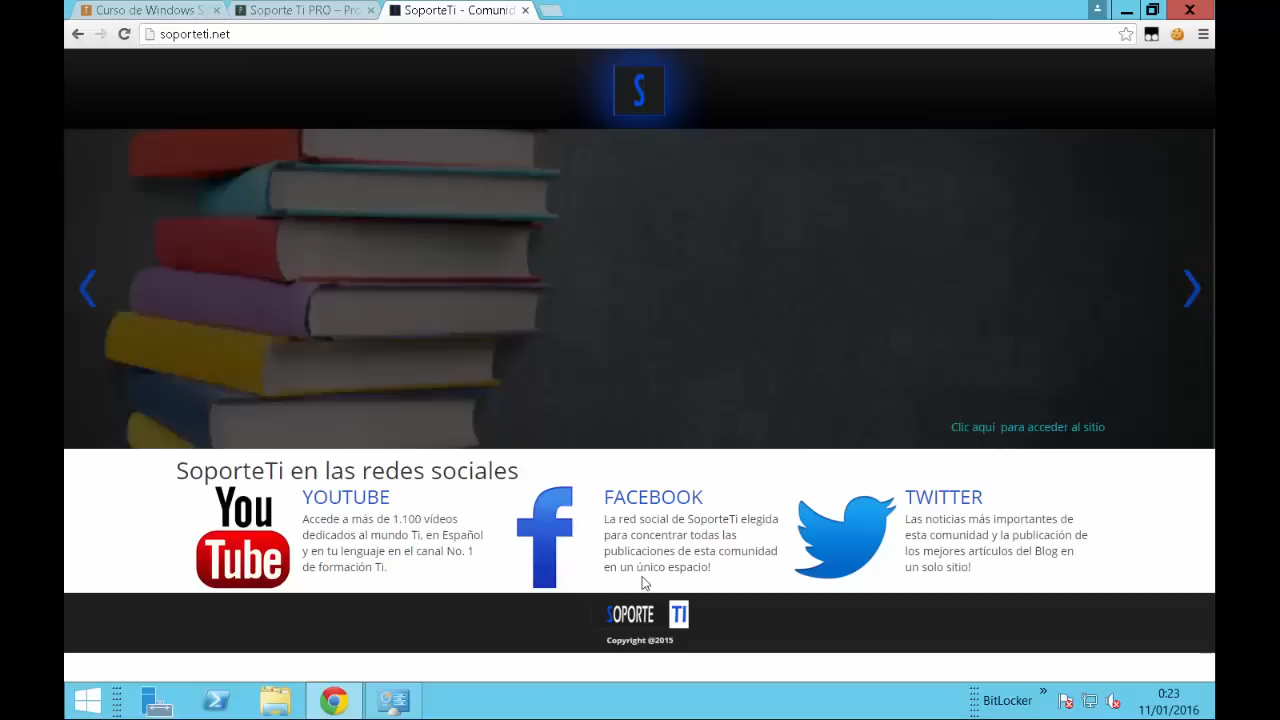 Curso de Windows S
Soporte Ti PRO – Pro
SoporteTi - Comunid
soporteti.net
S
Clic aquí para acceder al sitio
SoporteTi en las redes sociales
You
Tube
YOUTUBE
Accede a más de 1.100 vídeos
dedicados al mundo Ti, en Español
y en tu lenguaje en el canal No. 1
de formación Ti.
f
FACEBOOK
La red social de SoporteTi elegida
para concentrar todas las
publicaciones de esta comunidad
en un único espacio!
TWITTER
Las noticias más importantes de
esta comunidad y la publicación de
los mejores artículos del Blog en
un solo sitio!
SOPORTE TI
Copyright @2015
BitLocker
0:23
11/01/2016